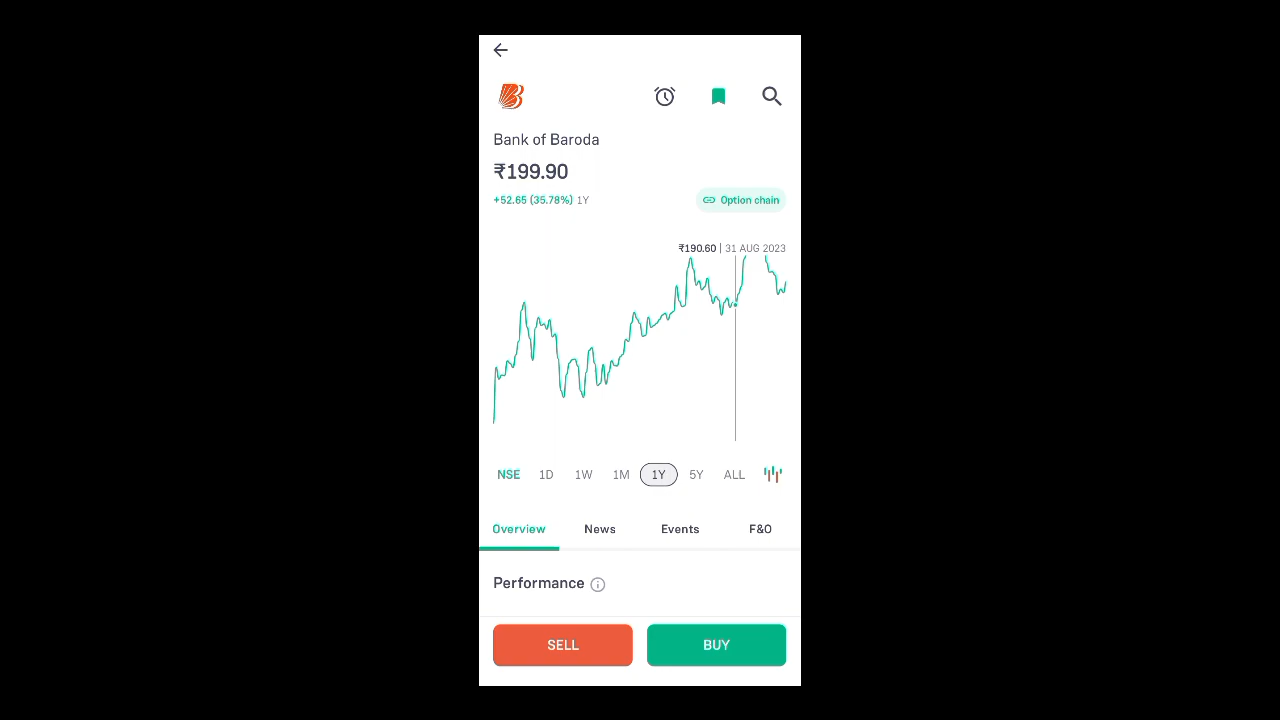 Bank of Baroda
₹199.90
+52.65 (35.78%) 1Y
Option chain
₹190.60 | 31 AUG 2023
NSE 1D 1W 1M 1Y 5Y ALL
Overview News Events F&O
Performance
SELL BUY